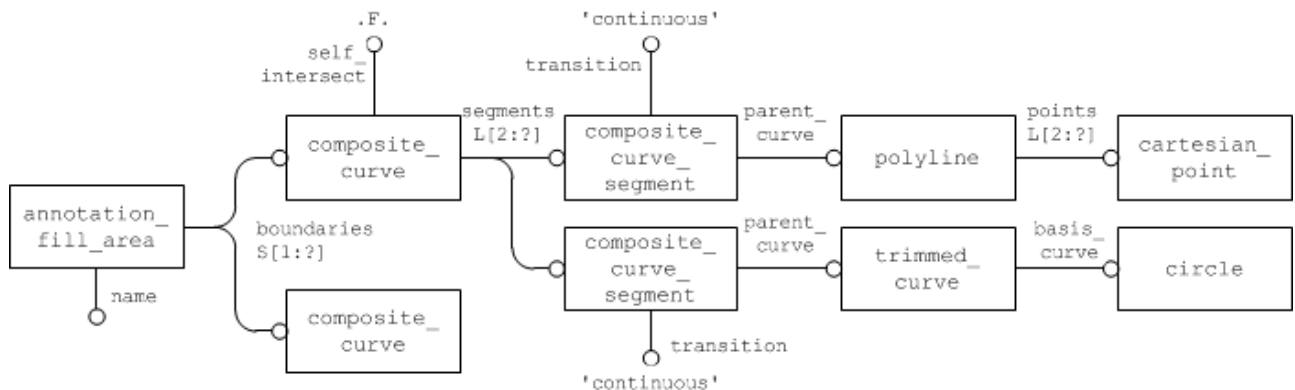 .F.
'continuous'
self_
intersect
transition
segments
L[2:?]
parent_
curve
points
L[2:?]
composite_
curve
composite_
curve_
segment
polyline
cartesian_
point
annotation_
fill_area
boundaries
S[1:?]
parent_
curve
basis_
curve
composite_
curve_
segment
trimmed_
curve
circle
name
composite_
curve
transition
'continuous'